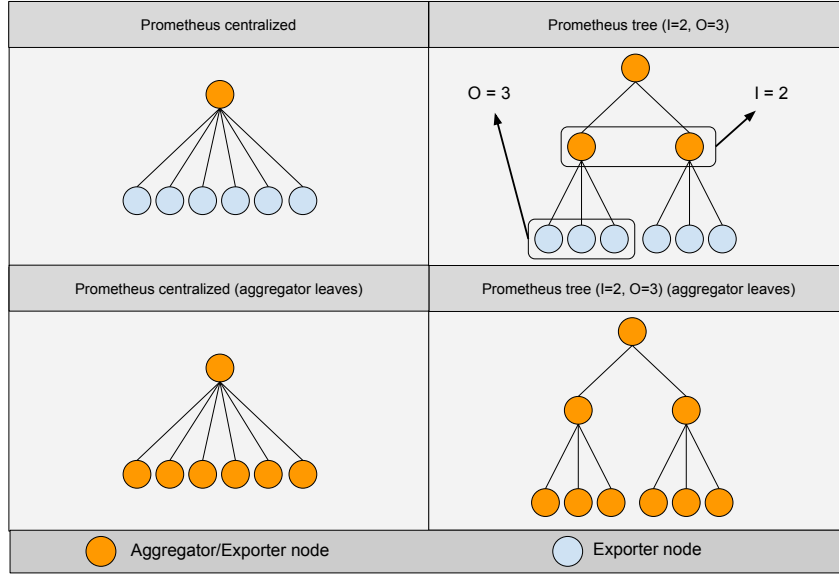 Prometheus centralized
Prometheus tree (I=2, O=3)
O = 3
I = 2
Prometheus centralized (aggregator leaves)
Prometheus tree (I=2, O=3) (aggregator leaves)
Aggregator/Exporter node
Exporter node